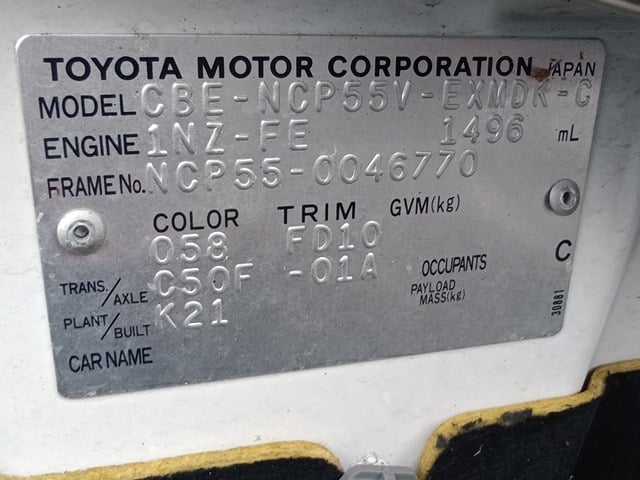 TOYOTA MOTOR CORPORATION JAPAN
MODEL CBE-NCP55V-EXMDK-C
ENGINE 1NZ-FE 1496 mL
FRAME No. NCP55-0046770
COLOR TRIM GVM(kg)
058 FD10
TRANS./AXLE C50F -01A OCCUPANTS C
PAYLOAD MASS(kg)
PLANT/BUILT K21
CAR NAME
30881